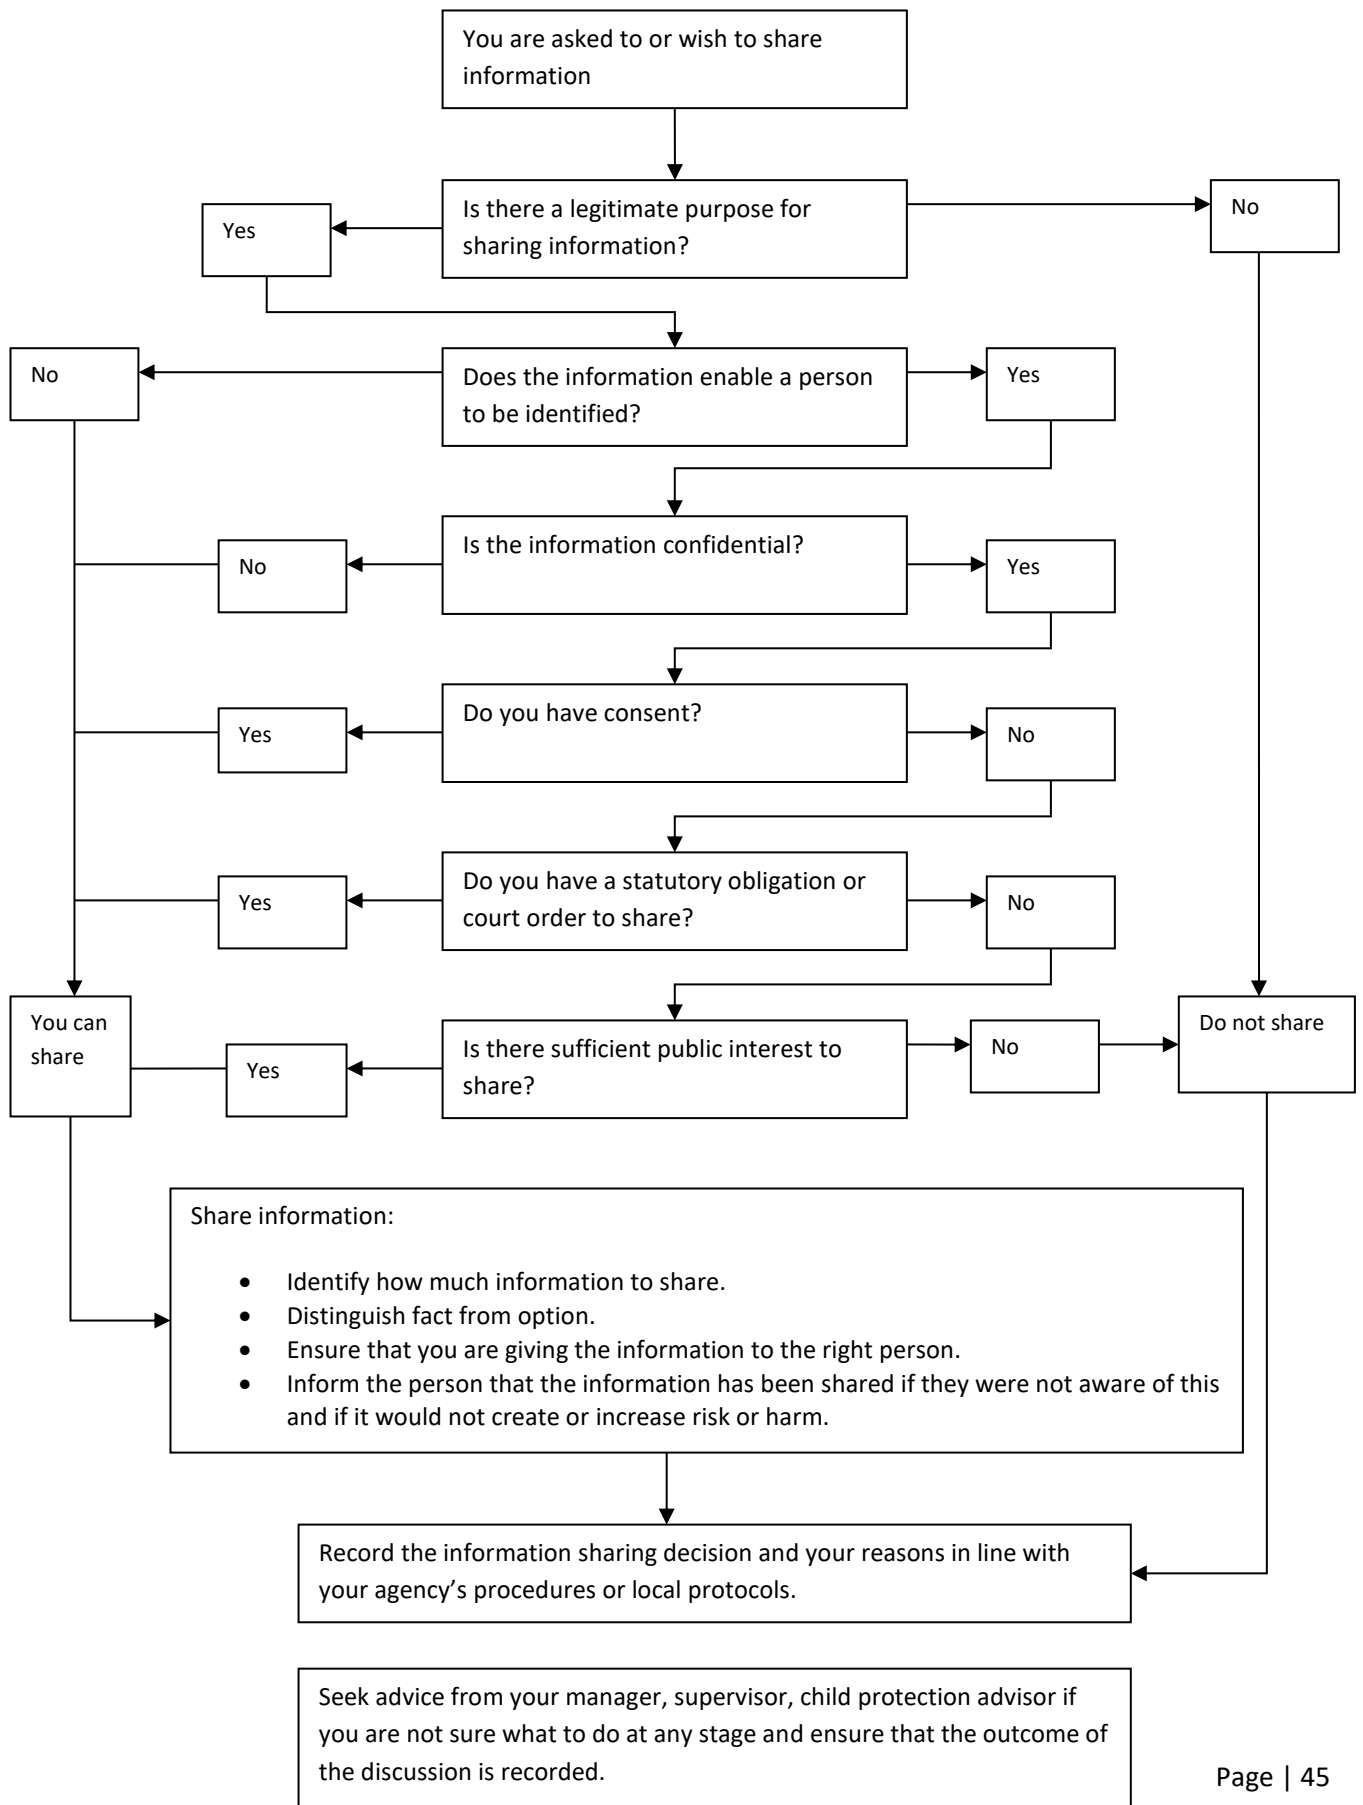 You are asked to or wish to share
information
Is there a legitimate purpose for
sharing information?
Yes
No
Does the information enable a person
to be identified?
No
Yes
Is the information confidential?
No
Yes
Do you have consent?
Yes
No
Do you have a statutory obligation or
court order to share?
Yes
No
You can
share
Yes
Is there sufficient public interest to
share?
No
Do not share
Share information:
• Identify how much information to share.
• Distinguish fact from option.
• Ensure that you are giving the information to the right person.
• Inform the person that the information has been shared if they were not aware of this
and if it would not create or increase risk or harm.
Record the information sharing decision and your reasons in line with
your agency’s procedures or local protocols.
Seek advice from your manager, supervisor, child protection advisor if
you are not sure what to do at any stage and ensure that the outcome of
the discussion is recorded.
Page | 45